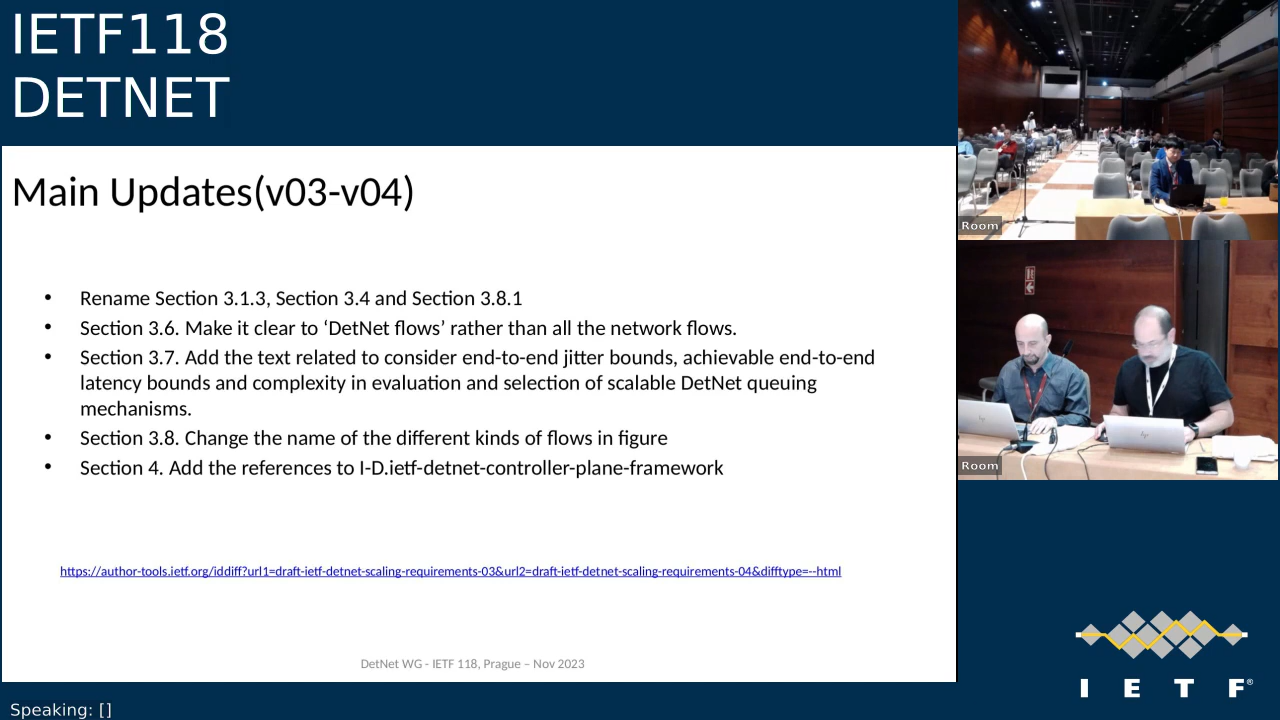 IETF118
DETNET
Main Updates(v03-v04)
• Rename Section 3.1.3, Section 3.4 and Section 3.8.1
• Section 3.6. Make it clear to ‘DetNet flows’ rather than all the network flows.
• Section 3.7. Add the text related to consider end-to-end jitter bounds, achievable end-to-end
latency bounds and complexity in evaluation and selection of scalable DetNet queuing
mechanisms.
• Section 3.8. Change the name of the different kinds of flows in figure
• Section 4. Add the references to I-D.ietf-detnet-controller-plane-framework
https://author-tools.ietf.org/iddiff?url1=draft-ietf-detnet-scaling-requirements-03&url2=draft-ietf-detnet-scaling-requirements-04&difftype=--html
DetNet WG - IETF 118, Prague – Nov 2023
Speaking: []
Room
Room
I E T F®